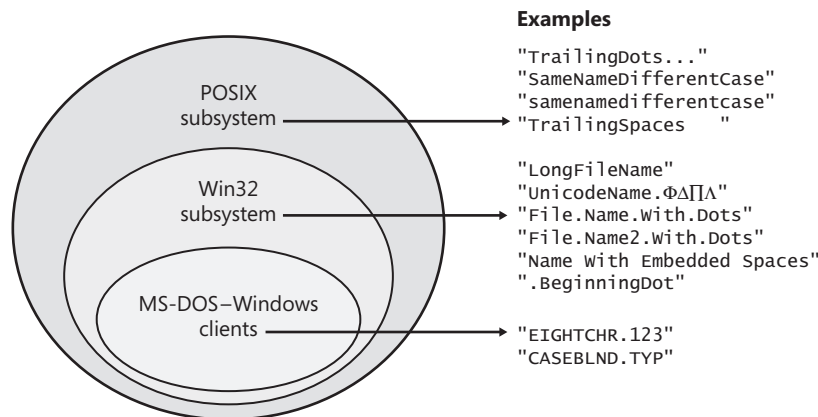 Examples
POSIX
subsystem
"TrailingDots..."
"SameNameDifferentCase"
"samenamedifferentcase"
"TrailingSpaces   "
Win32
subsystem
"LongFileName"
"UnicodeName.ΦΔ∏Λ"
"File.Name.With.Dots"
"File.Name2.With.Dots"
"Name With Embedded Spaces"
".BeginningDot"
MS-DOS–Windows
clients
"EIGHTCHR.123"
"CASEBLND.TYP"